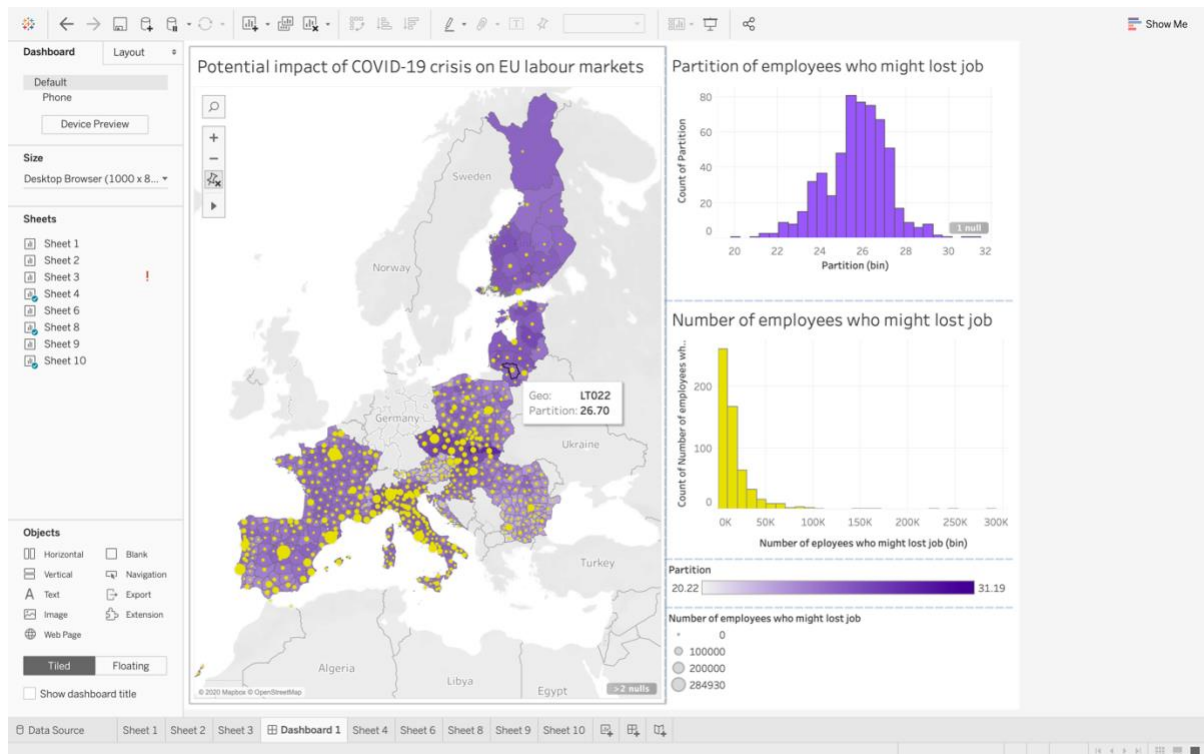 Show Me
Dashboard
Layout
Default
Phone
Device Preview
Size
Desktop Browser (1000 x 8...
Sheets
Sheet 1
Sheet 2
Sheet 3
!
Sheet 4
Sheet 6
Sheet 8
Sheet 9
Sheet 10
Objects
Horizontal
Blank
Vertical
Navigation
A Text
Export
Image
Extension
Web Page
Tiled
Floating
Show dashboard title
Potential impact of COVID-19 crisis on EU labour markets
Sweden
Norway
Geo: LT022
Partition: 26.70
Germany
Ukraine
Turkey
Algeria
Libya
Egypt
© 2020 Mapbox © OpenStreetMap
>2 nulls
Partition of employees who might lost job
Count of Partition
80
60
40
20
0
1 null
20 22 24 26 28 30 32
Partition (bin)
Number of employees who might lost job
Count of Number of employees wh..
200
100
0
0K 50K 100K 150K 200K 250K 300K
Number of eployees who might lost job (bin)
Partition
20.22 31.19
Number of employees who might lost job
0
100000
200000
284930
Data Source
Sheet 1
Sheet 2
Sheet 3
Dashboard 1
Sheet 4
Sheet 6
Sheet 8
Sheet 9
Sheet 10